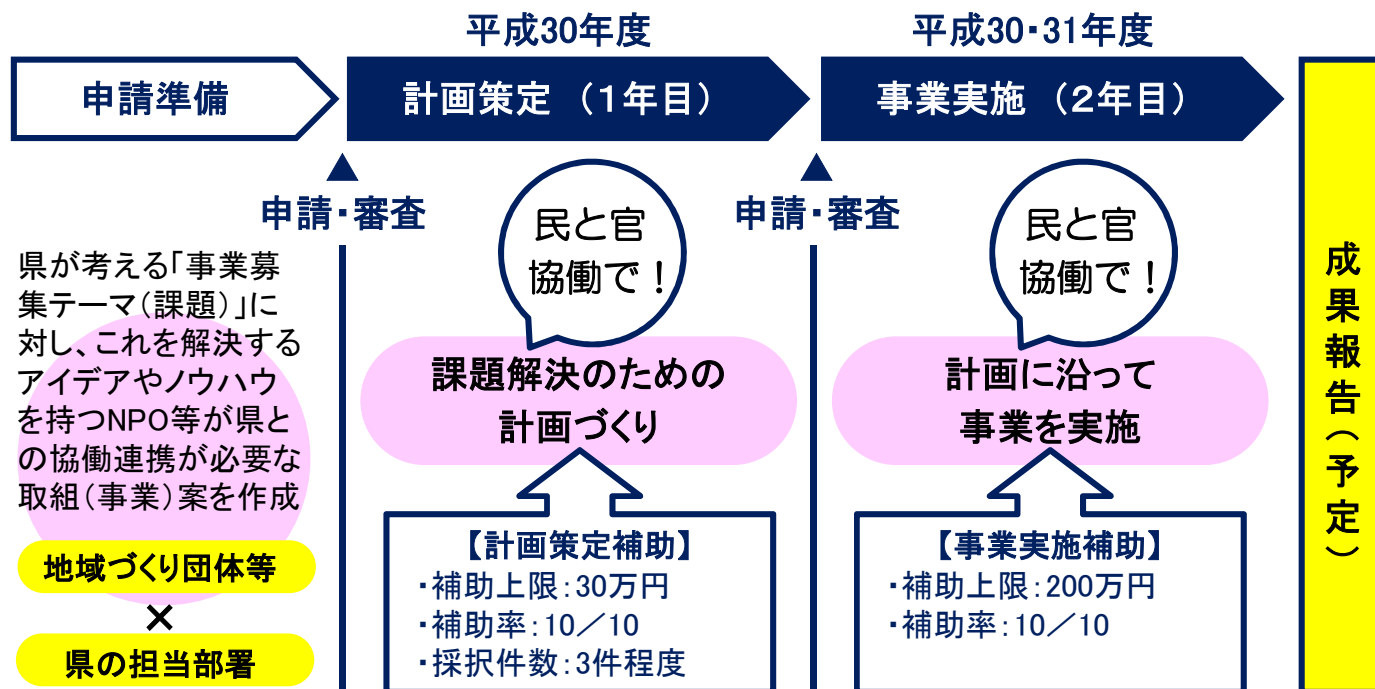 平成30年度
平成30・31年度
申請準備
計画策定（１年目）
事業実施（２年目）
申請・審査
民と官
協働で！
申請・審査
民と官
協働で！
県が考える「事業募
集テーマ（課題）」に
対し、これを解決する
アイデアやノウハウ
を持つNPO等が県と
の協働連携が必要な
取組（事業）案を作成
地域づくり団体等
×
県の担当部署
課題解決のための
計画づくり
【計画策定補助】
・補助上限：30万円
・補助率：10／10
・採択件数：3件程度
計画に沿って
事業を実施
【事業実施補助】
・補助上限：200万円
・補助率：10／10
成果報告（予定）